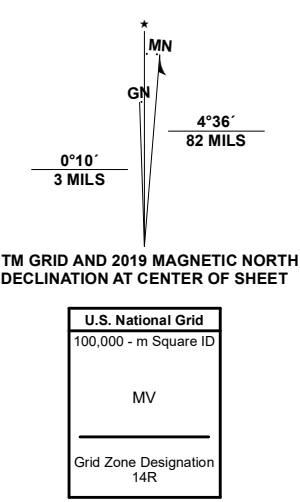 ★
MN
GN
4°36´
82 MILS
0°10´
3 MILS
TM GRID AND 2019 MAGNETIC NORTH
DECLINATION AT CENTER OF SHEET
U.S. National Grid
100,000 - m Square ID
MV
Grid Zone Designation
14R